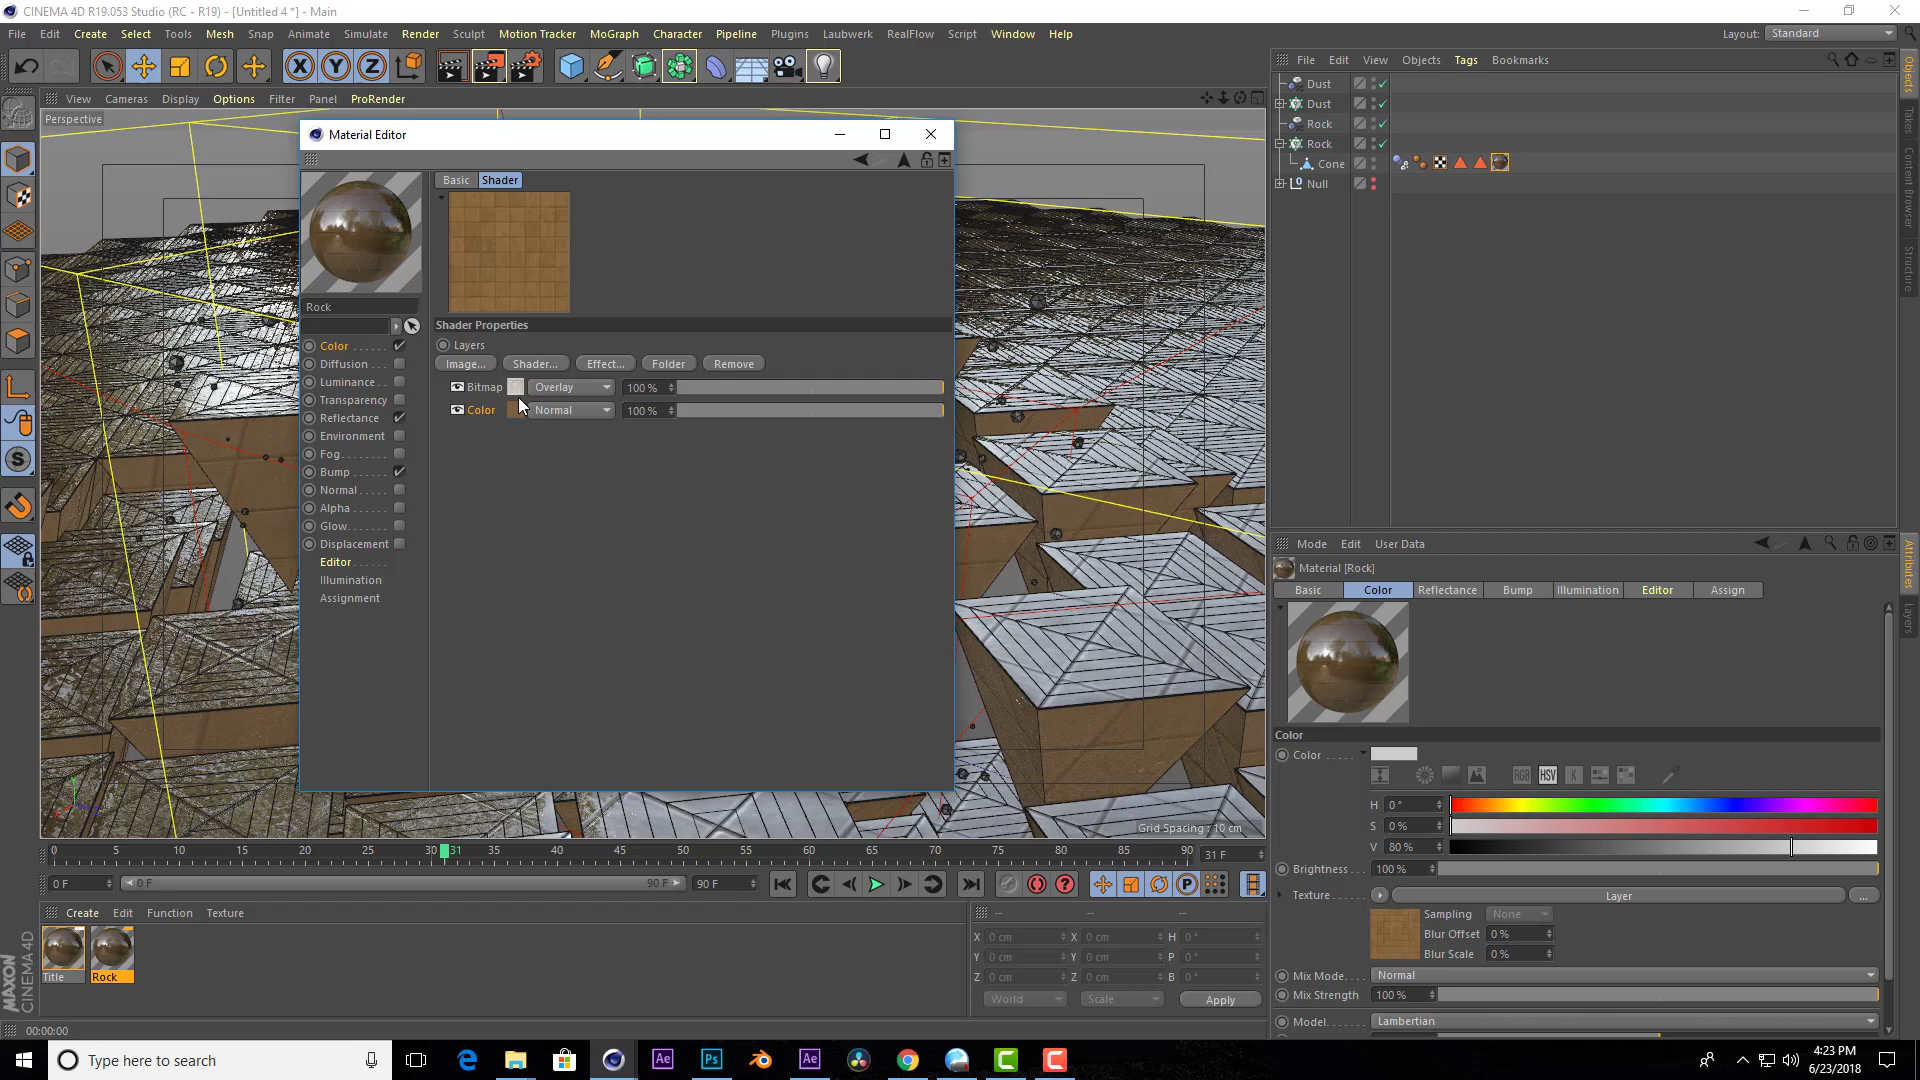 CINEMA 4D R19.053 Studio (RC - R19) - [Untitled 4 *] - Main
File Edit Create Select Tools Mesh Snap Animate Simulate Render Sculpt Motion Tracker MoGraph Character Pipeline Plugins Laubwerk RealFlow Script Window Help
Layout: Standard
View Cameras Display Options Filter Panel ProRender
Perspective
Material Editor
Basic Shader
Rock
Color
Diffusion
Luminance
Transparency
Reflectance
Environment
Fog
Bump
Normal
Alpha
Glow
Displacement
Editor
Illumination
Assignment
Shader Properties
Layers
Image... Shader... Effect... Folder Remove
Bitmap Overlay 100 %
Color Normal 100 %
Grid Spacing : 10 cm
File Edit View Objects Tags Bookmarks
Dust
Dust
Rock
Rock
Cone
Null
Objects
Takes
Content Browser
Structure
Mode Edit User Data
Material [Rock]
Basic Color Reflectance Bump Illumination Editor Assign
Color
Color
RGB HSV K
H 0 °
S 0 %
V 80 %
Brightness 100 %
Texture Layer ...
Sampling None
Blur Offset 0 %
Blur Scale 0 %
Mix Mode Normal
Mix Strength 100 %
Model Lambertian
Attributes
Layers
0 5 10 15 20 25 30 31 35 40 45 50 55 60 65 70 75 80 85 90 31 F
0 F 0 F 90 F 90 F
Create Edit Function Texture
Title Rock
-- -- --
X 0 cm X 0 cm H 0 °
Y 0 cm Y 0 cm P 0 °
Z 0 cm Z 0 cm B 0 °
World Scale Apply
MAXON
CINEMA 4D
00:00:00
Type here to search
4:23 PM
6/23/2018